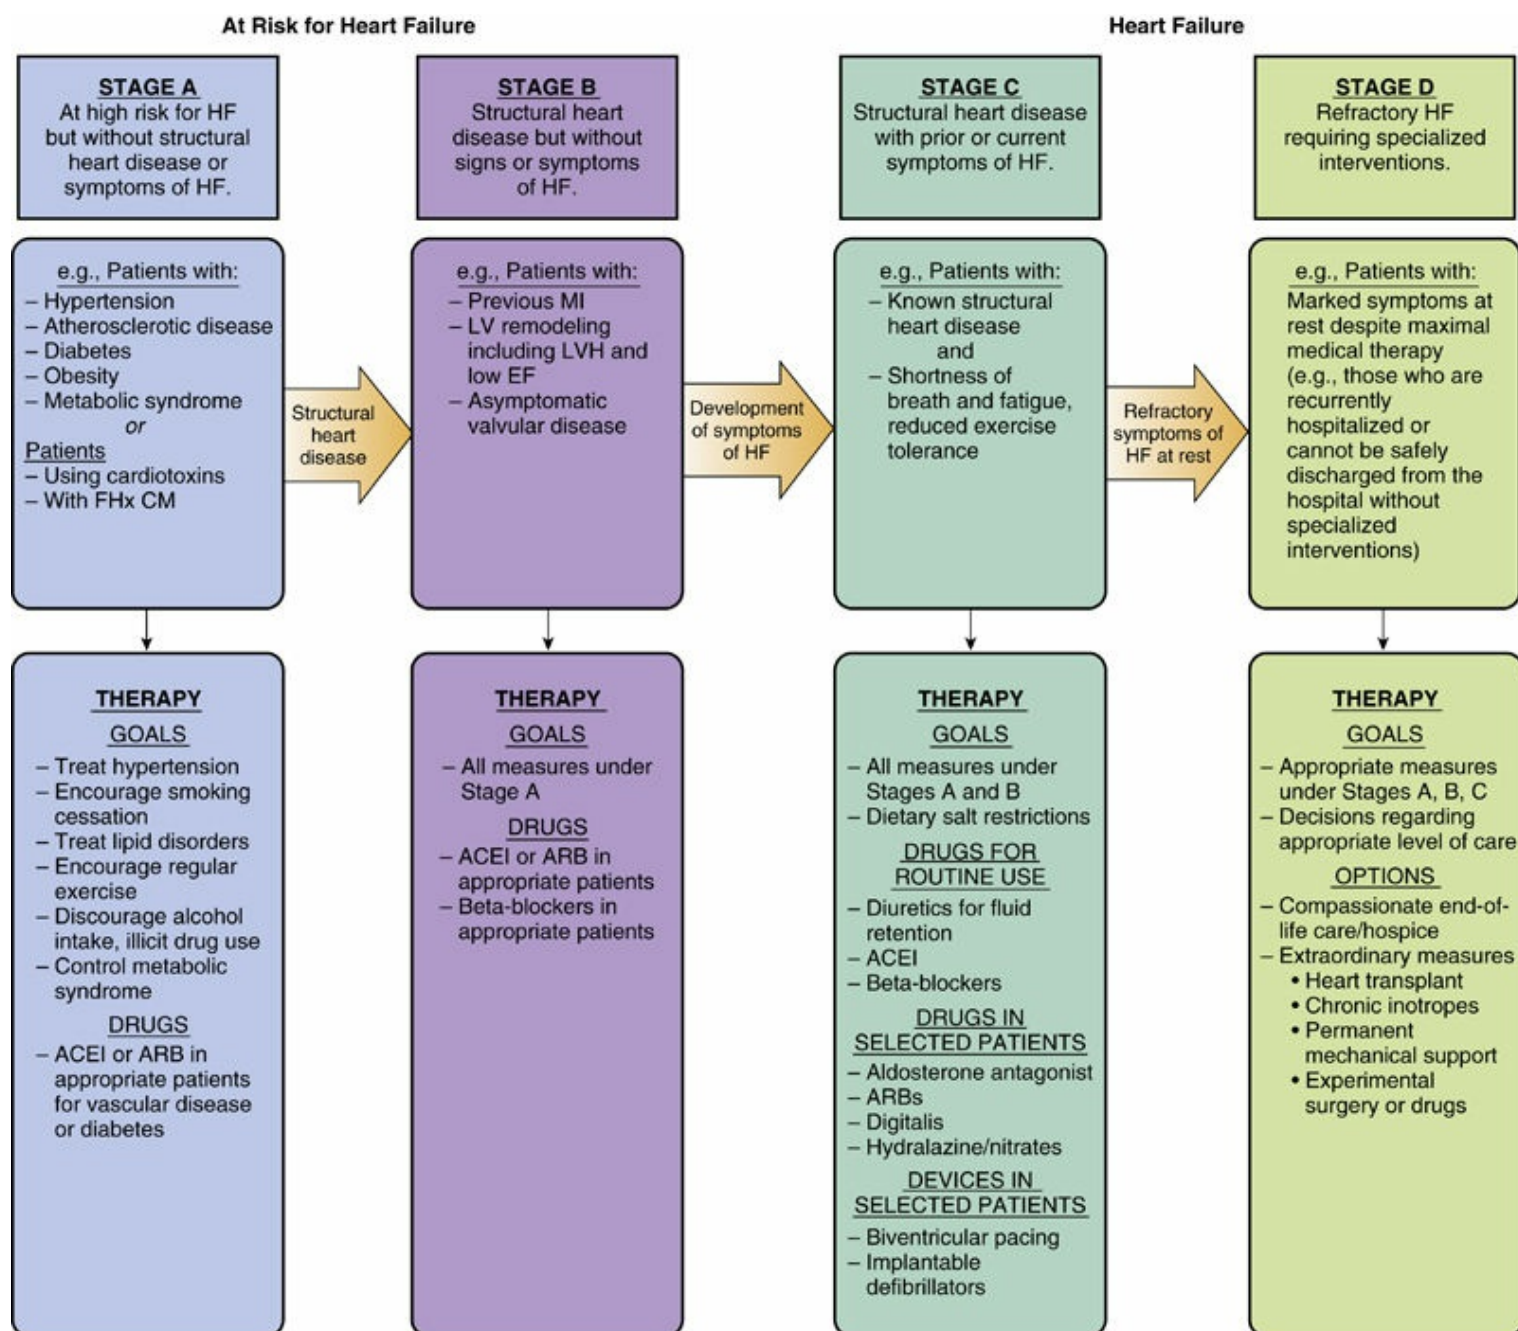 At Risk for Heart Failure
Heart Failure
STAGE A
At high risk for HF
but without structural
heart disease or
symptoms of HF.
STAGE B
Structural heart
disease but without
signs or symptoms
of HF.
STAGE C
Structural heart disease
with prior or current
symptoms of HF.
STAGE D
Refractory HF
requiring specialized
interventions.
e.g., Patients with:
– Hypertension
– Atherosclerotic disease
– Diabetes
– Obesity
– Metabolic syndrome
or
Patients
– Using cardiotoxins
– With FHx CM
Structural
heart
disease
e.g., Patients with:
– Previous MI
– LV remodeling
including LVH and
low EF
– Asymptomatic
valvular disease
Development
of symptoms
of HF
e.g., Patients with:
– Known structural
heart disease
and
– Shortness of
breath and fatigue,
reduced exercise
tolerance
Refractory
symptoms of
HF at rest
e.g., Patients with:
Marked symptoms at
rest despite maximal
medical therapy
(e.g., those who are
recurrently
hospitalized or
cannot be safely
discharged from the
hospital without
specialized
interventions)
THERAPY
GOALS
– Treat hypertension
– Encourage smoking
cessation
– Treat lipid disorders
– Encourage regular
exercise
– Discourage alcohol
intake, illicit drug use
– Control metabolic
syndrome
DRUGS
– ACEI or ARB in
appropriate patients
for vascular disease
or diabetes
THERAPY
GOALS
– All measures under
Stage A
DRUGS
– ACEI or ARB in
appropriate patients
– Beta-blockers in
appropriate patients
THERAPY
GOALS
– All measures under
Stages A and B
– Dietary salt restrictions
DRUGS FOR
ROUTINE USE
– Diuretics for fluid
retention
– ACEI
– Beta-blockers
DRUGS IN
SELECTED PATIENTS
– Aldosterone antagonist
– ARBs
– Digitalis
– Hydralazine/nitrates
DEVICES IN
SELECTED PATIENTS
– Biventricular pacing
– Implantable
defibrillators
THERAPY
GOALS
– Appropriate measures
under Stages A, B, C
– Decisions regarding
appropriate level of care
OPTIONS
– Compassionate end-of-
life care/hospice
– Extraordinary measures
• Heart transplant
• Chronic inotropes
• Permanent
mechanical support
• Experimental
surgery or drugs